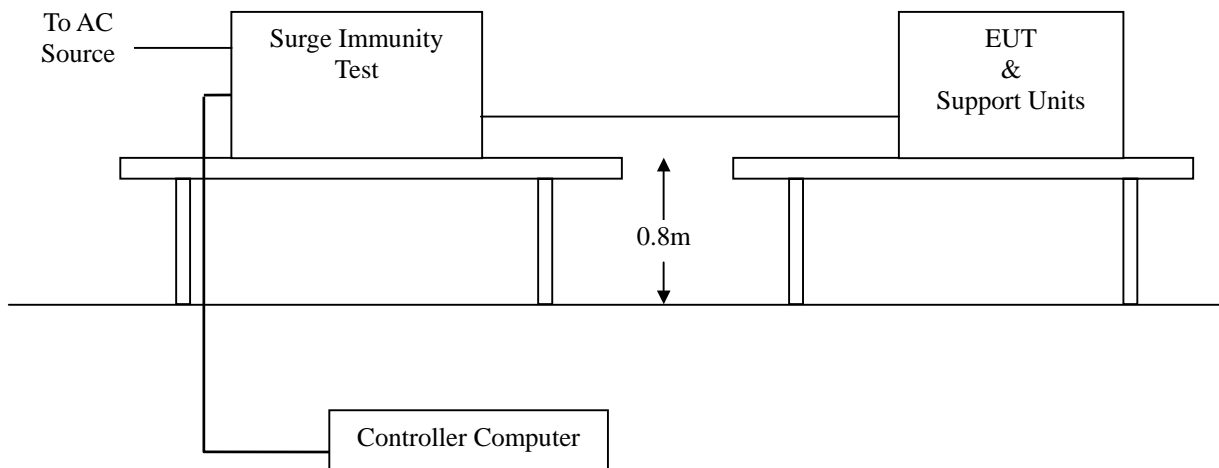 To AC
Source
Surge Immunity
Test
EUT
&
Support Units
0.8m
Controller Computer